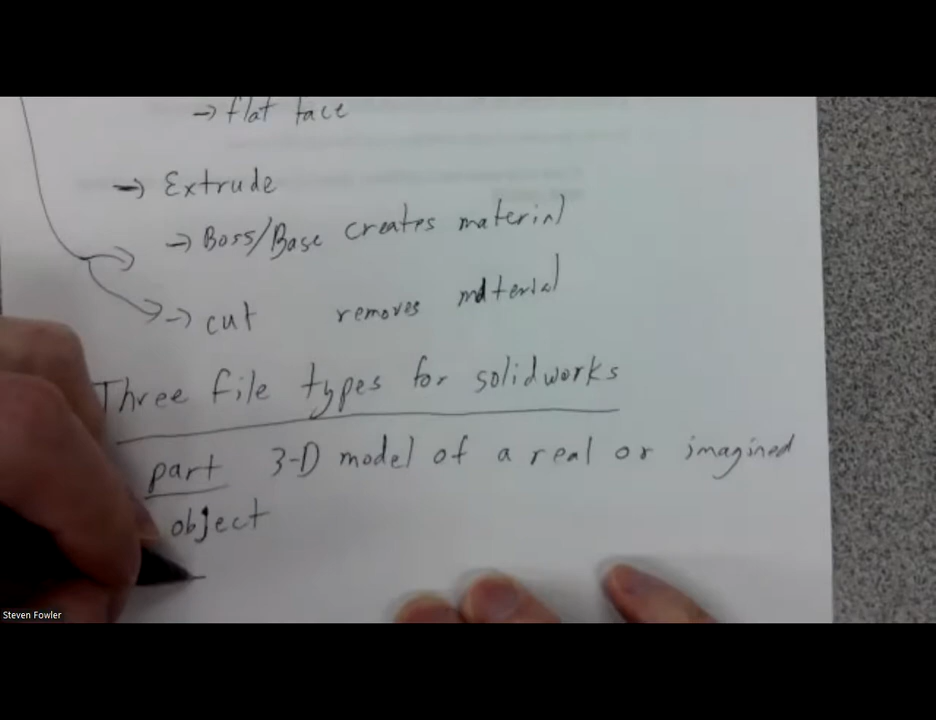 → flat face
→ Extrude
→ Boss/Base creates material
→ cut removes material
Three file types for solidworks
part 3-D model of a real or imagined
object
Steven Fowler